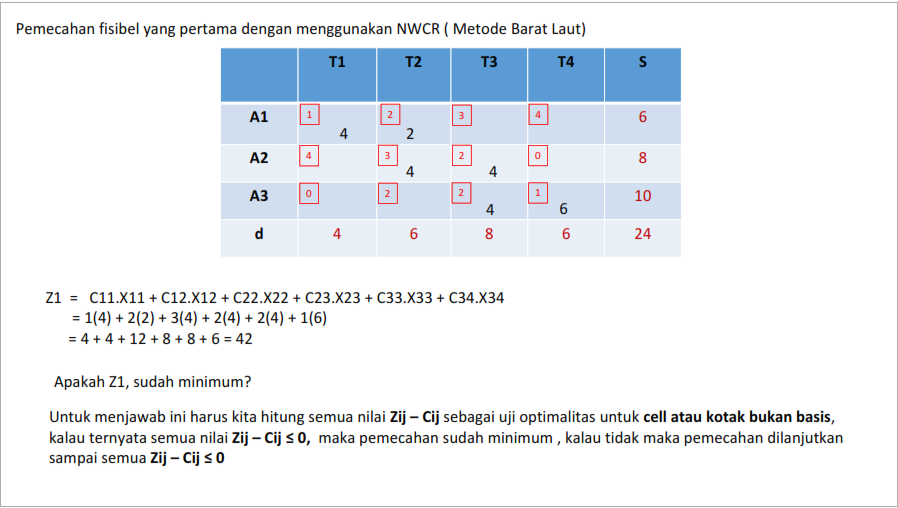 Pemecahan fisibel yang pertama dengan menggunakan NWCR ( Metode Barat Laut)
T1 T2 T3 T4 S
A1 1 4 2 2 3 4 6
A2 4 3 4 2 4 0 8
A3 0 2 2 4 1 6 10
d 4 6 8 6 24
Z1 = C11.X11 + C12.X12 + C22.X22 + C23.X23 + C33.X33 + C34.X34
= 1(4) + 2(2) + 3(4) + 2(4) + 2(4) + 1(6)
= 4 + 4 + 12 + 8 + 8 + 6 = 42
Apakah Z1, sudah minimum?
Untuk menjawab ini harus kita hitung semua nilai Zij – Cij sebagai uji optimalitas untuk cell atau kotak bukan basis,
kalau ternyata semua nilai Zij – Cij ≤ 0, maka pemecahan sudah minimum , kalau tidak maka pemecahan dilanjutkan
sampai semua Zij – Cij ≤ 0